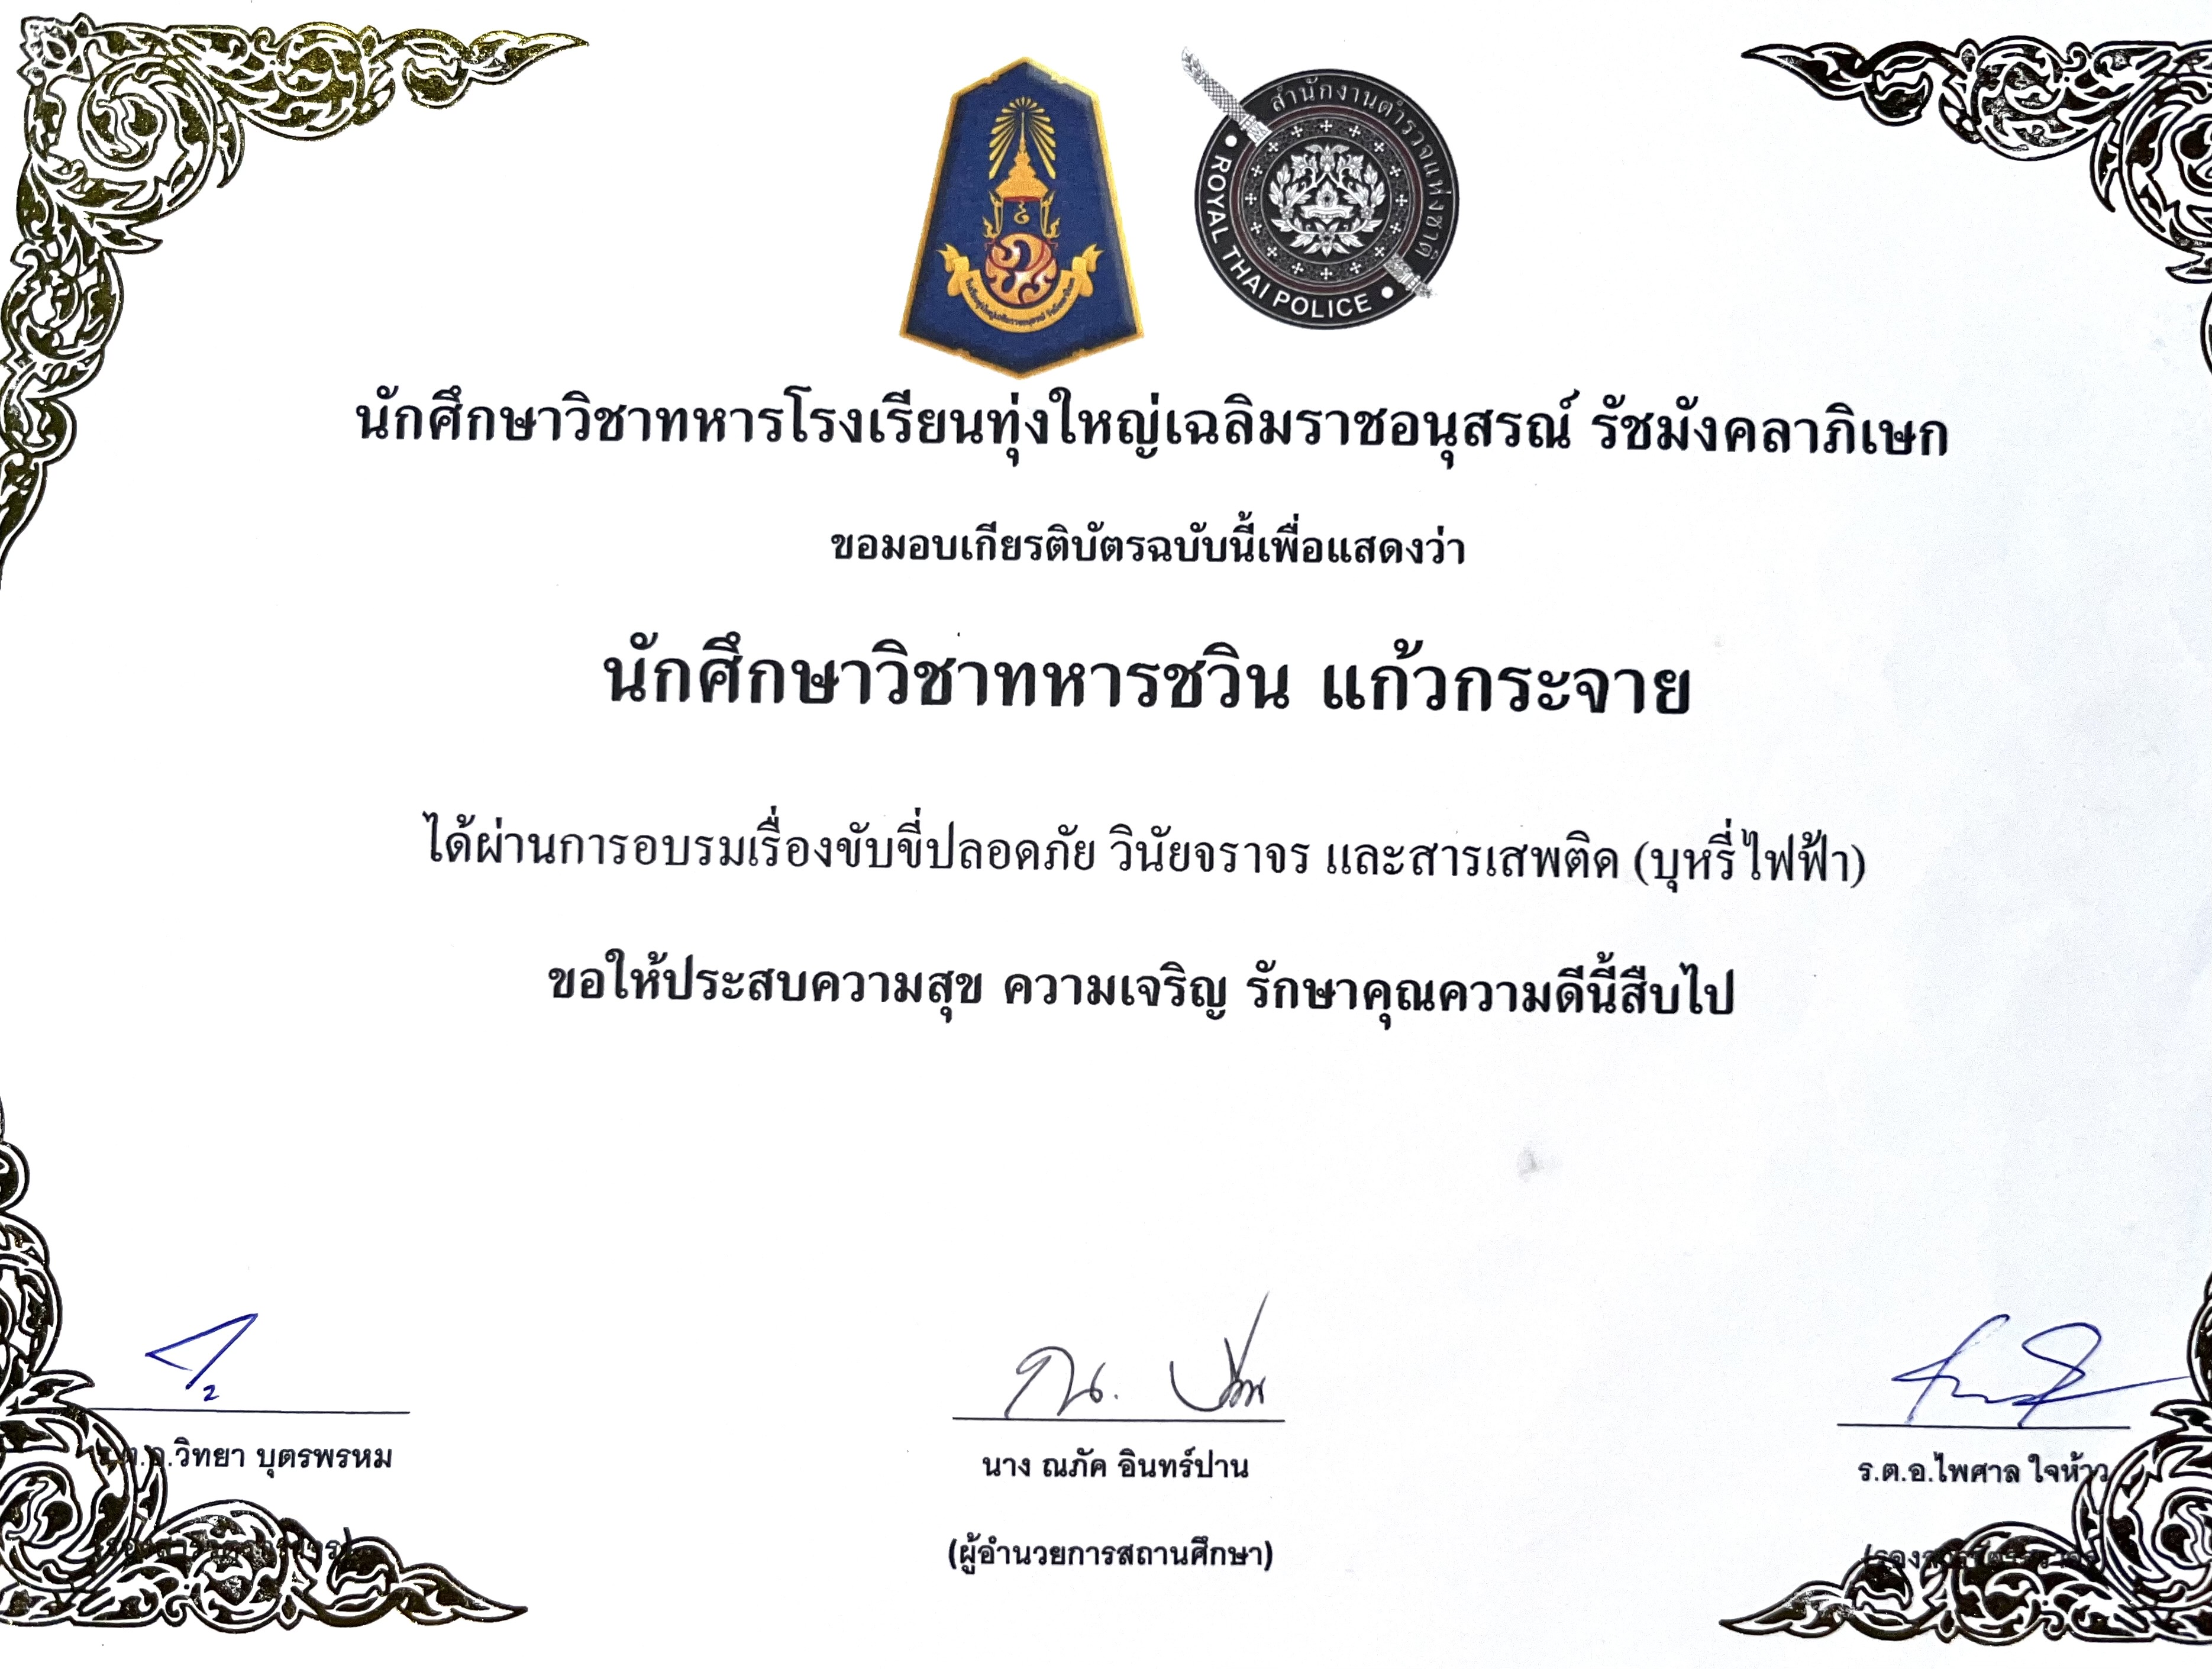 สำนักงานตำรวจแห่งชาติ
ROYAL THAI POLICE
นักศึกษาวิชาทหารโรงเรียนทุ่งใหญ่เฉลิมราชอนุสรณ์ รัชมังคลาภิเษก
ขอมอบเกียรติบัตรฉบับนี้เพื่อแสดงว่า
นักศึกษาวิชาทหารชวิน แก้วกระจาย
ได้ผ่านการอบรมเรื่องขับขี่ปลอดภัย วินัยจราจร และสารเสพติด (บุหรี่ไฟฟ้า)
ขอให้ประสบความสุข ความเจริญ รักษาคุณความดีนี้สืบไป
วิทยา บุตรพรหม
นาง ณภัค อินทร์ปาน
ร.ต.อ.ไพศาล ใจห้าว
(ผู้อำนวยการสถานศึกษา)